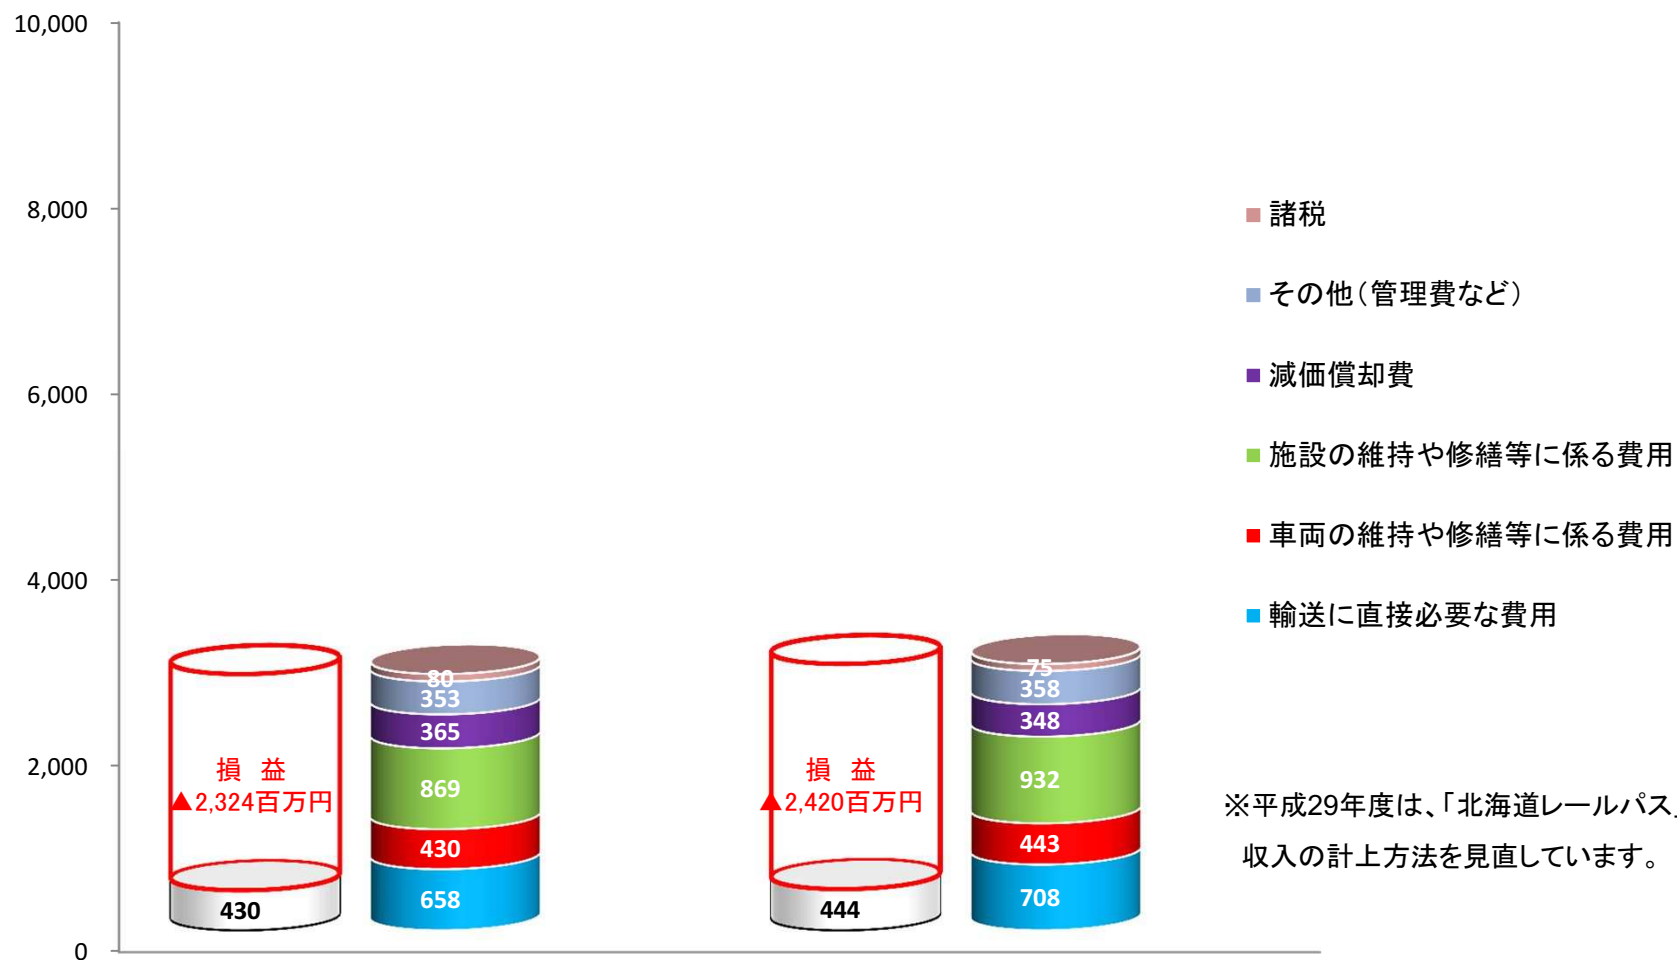 10,000
8,000
6,000
4,000
2,000
0
損 益
▲2,324百万円
430
80
353
365
869
430
658
損 益
▲2,420百万円
444
75
358
348
932
443
708
諸税
その他（管理費など）
減価償却費
施設の維持や修繕等に係る費用
車両の維持や修繕等に係る費用
輸送に直接必要な費用
※平成29年度は、「北海道レールパス」
収入の計上方法を見直しています。